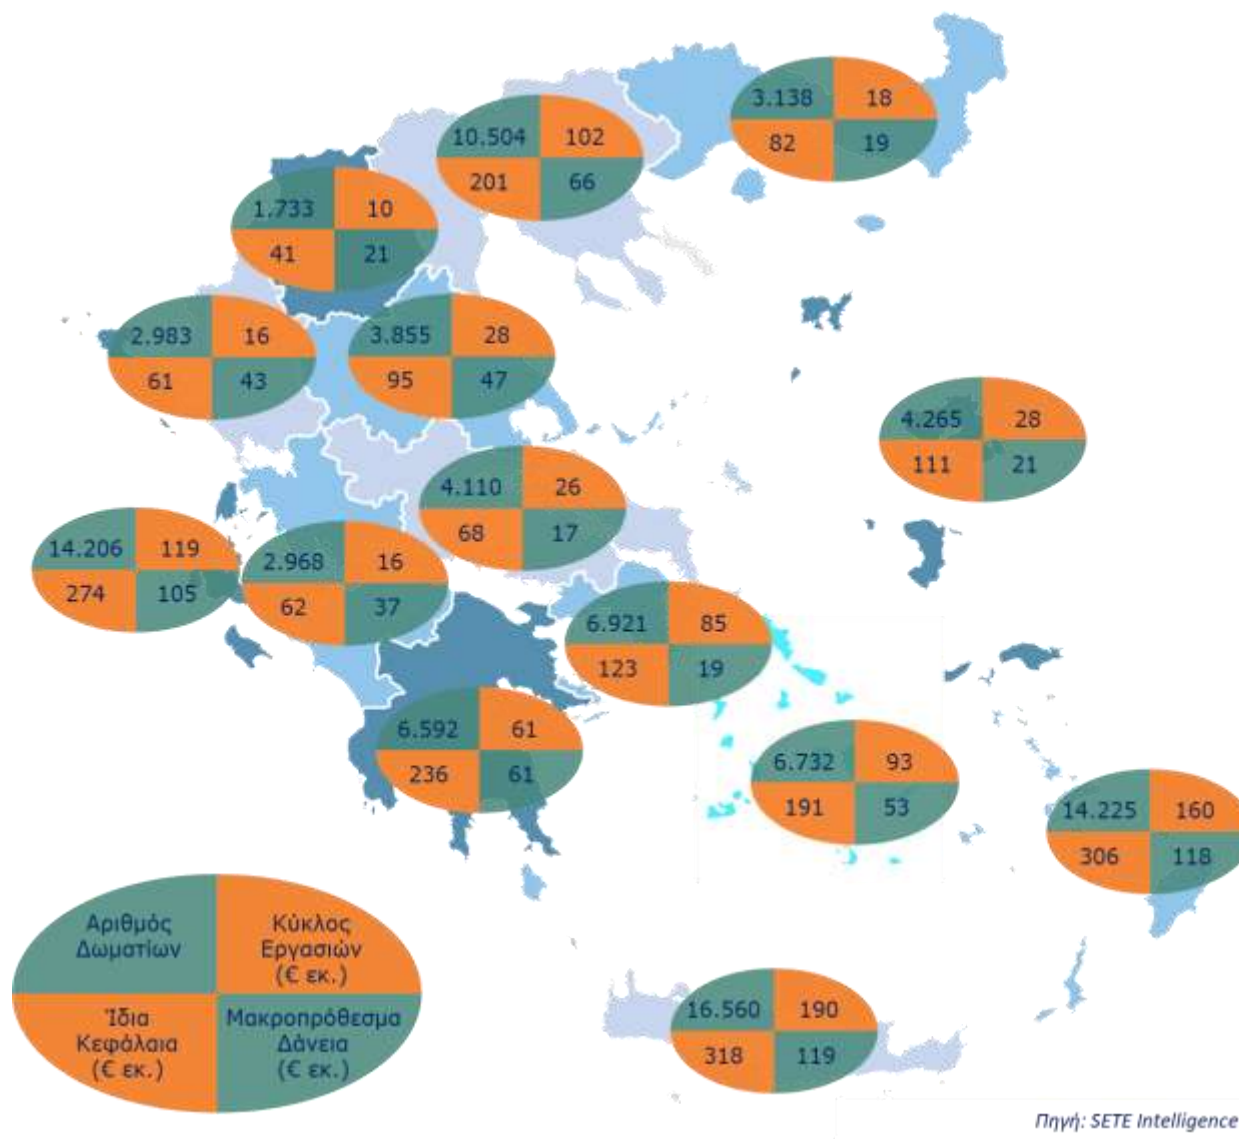 3.138 18
82 19
10.504 102
201 66
1.733 10
41 21
2.983 16
61 43
3.855 28
95 47
4.265 28
111 21
4.110 26
68 17
14.206 119
274 105
2.968 16
62 37
6.921 85
123 19
6.592 61
236 61
6.732 93
191 53
14.225 160
306 118
16.560 190
318 119
Αριθμός
Δωματίων
Κύκλος
Εργασιών
(€ εκ.)
Ίδια
Κεφάλαια
(€ εκ.)
Μακροπρόθεσμα
Δάνεια
(€ εκ.)
Πηγή: SETE Intelligence